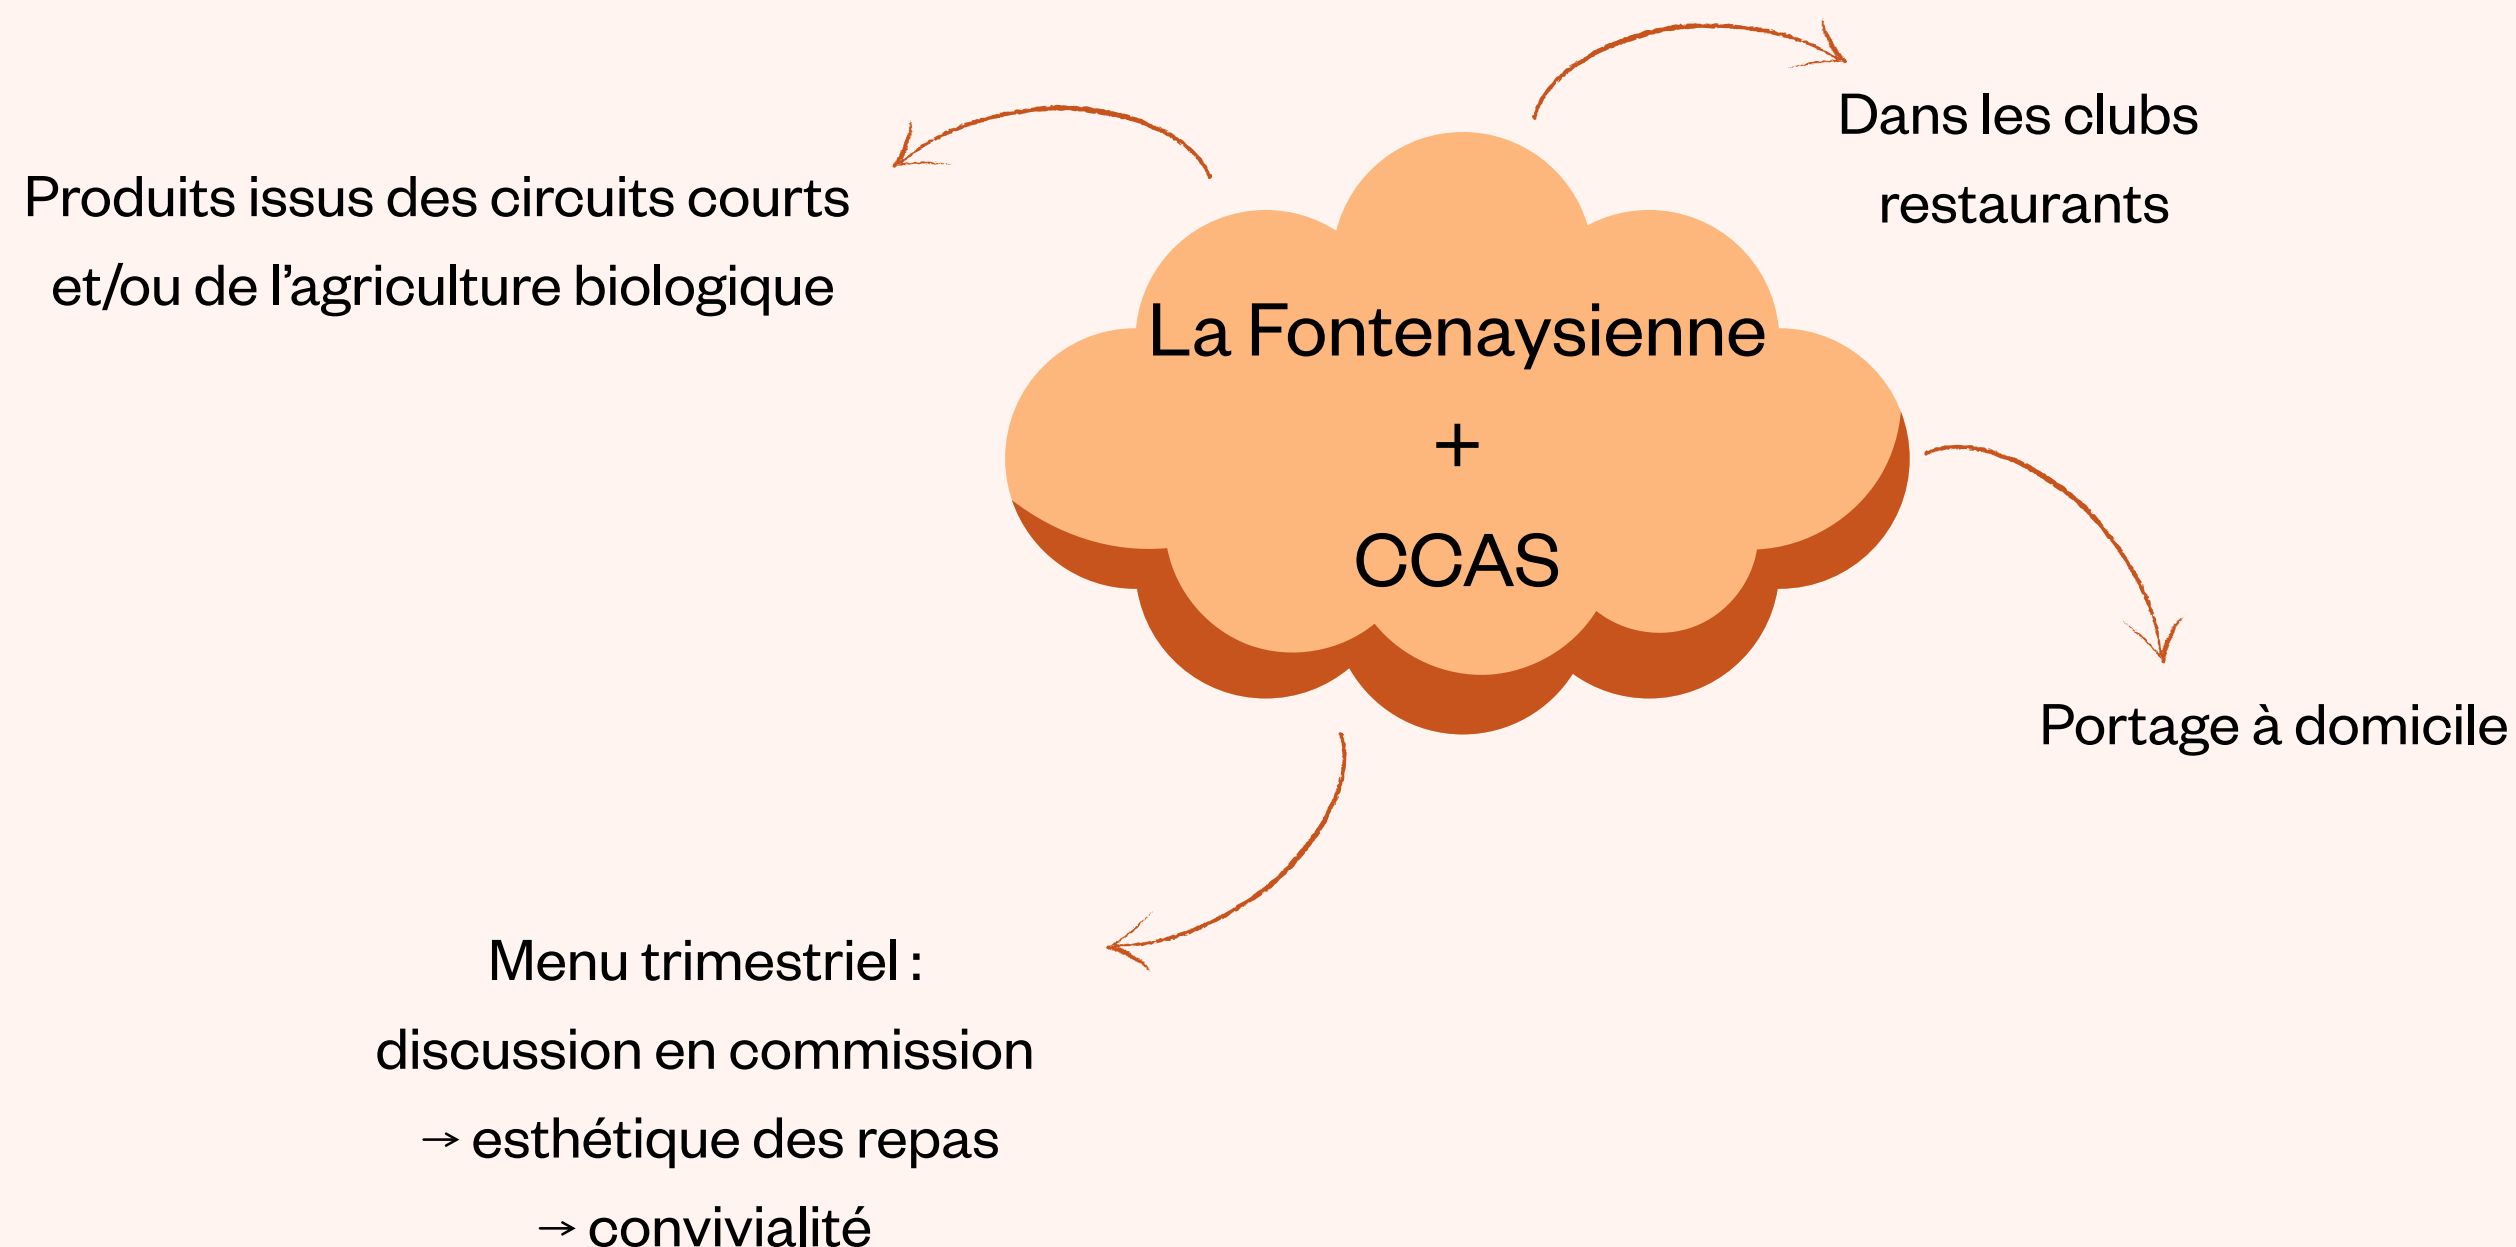 Dans les clubs
restaurants
Produits issus des circuits courts
et/ou de l'agriculture biologique
La Fontenaysienne
+
CCAS
Portage à domicile
Menu trimestriel :
discussion en commission
→ esthétique des repas
→ convivialité